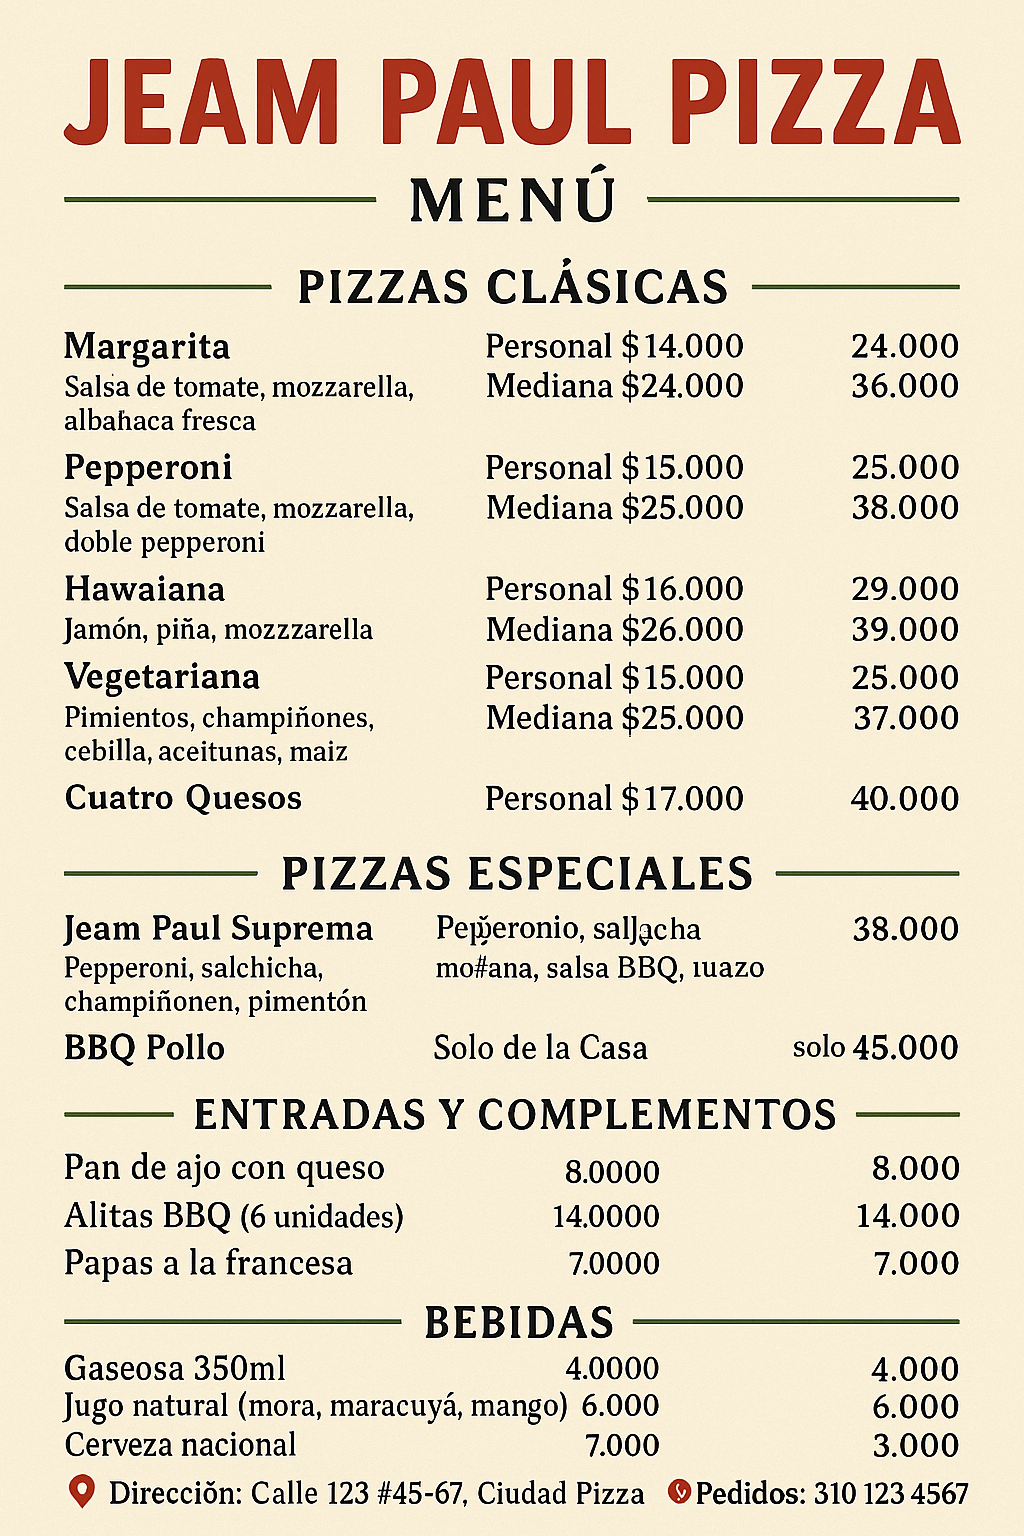 JEAM PAUL PIZZA
MENÚ
PIZZAS CLÁSICAS
Margarita Personal $14.000 24.000
Salsa de tomate, mozzarella, Mediana $24.000 36.000
albahaca fresca
Pepperoni Personal $15.000 25.000
Salsa de tomate, mozzarella, Mediana $25.000 38.000
doble pepperoni
Hawaiana Personal $16.000 29.000
Jamón, piña, mozzzarella Mediana $26.000 39.000
Vegetariana Personal $15.000 25.000
Pimientos, champiñones, Mediana $25.000 37.000
cebilla, aceitunas, maiz
Cuatro Quesos Personal $17.000 40.000
PIZZAS ESPECIALES
Jeam Paul Suprema 38.000
Pepperoni, salchicha, mo#ana, salsa BBQ, ıuazo
champiñonen, pimentón
BBQ Pollo Solo de la Casa solo 45.000
ENTRADAS Y COMPLEMENTOS
Pan de ajo con queso 8.0000 8.000
Alitas BBQ (6 unidades) 14.0000 14.000
Papas a la francesa 7.0000 7.000
BEBIDAS
Gaseosa 350ml 4.0000 4.000
Jugo natural (mora, maracuyá, mango) 6.000 6.000
Cerveza nacional 7.000 3.000
Direcciŏn: Calle 123 #45-67, Ciudad Pizza Pedidos: 310 123 4567